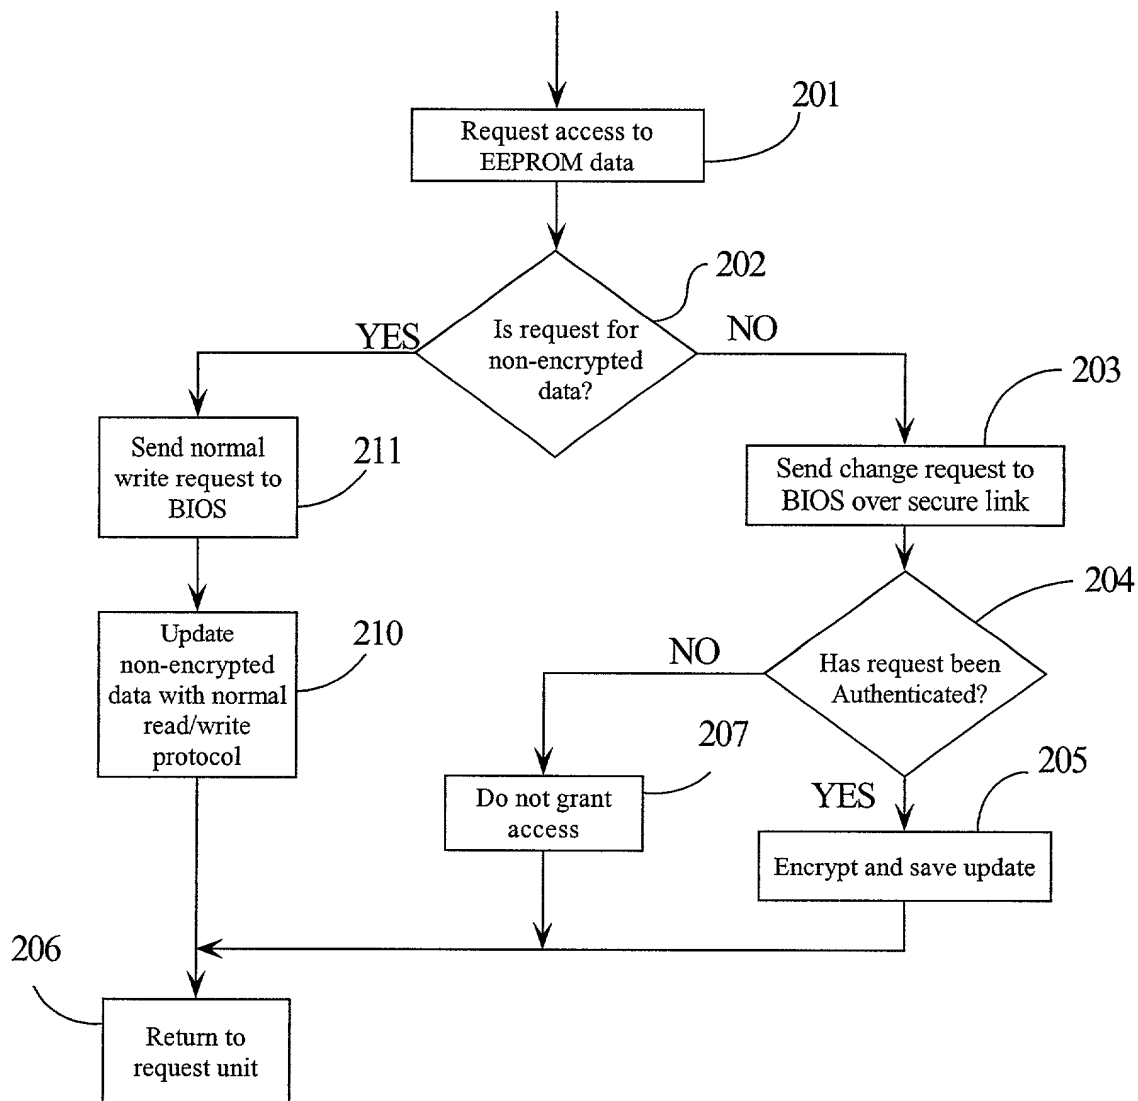 201
Request access to
EEPROM data
202
YES
NO
Is request for
non-encrypted
data?
203
Send normal
write request to
BIOS
211
Send change request to
BIOS over secure link
204
Update
non-encrypted
data with normal
read/write
protocol
210
NO
Has request been
Authenticated?
207
205
Do not grant
access
YES
Encrypt and save update
206
Return to
request unit